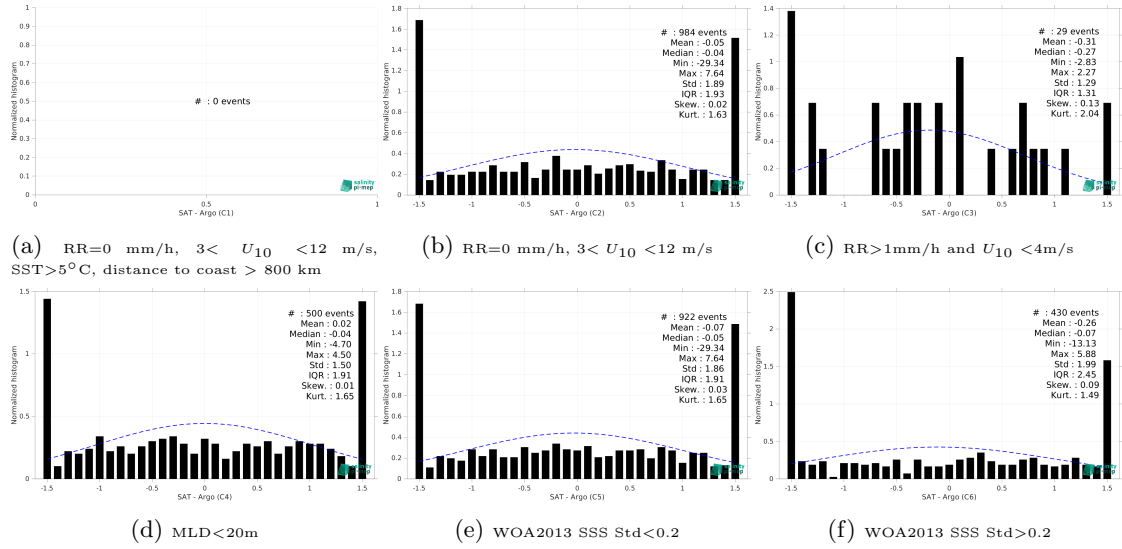 1
0.9
0.8
0.7
0.6
0.5
0.4
0.3
0.2
0.1
0
Normalized histogram
# : 0 events
salinity
pi-mep
0 0.5 1
SAT - Argo (C1)
(a) RR=0 mm/h, 3< U10 <12 m/s,
SST>5°C, distance to coast > 800 km
1.8
1.6
1.4
1.2
1
0.8
0.6
0.4
0.2
0
Normalized histogram
# : 984 events
Mean : -0.05
Median : -0.04
Min : -29.34
Max : 7.64
Std : 1.89
IQR : 1.93
Skew. : 0.02
Kurt. : 1.63
salinity
pi-mep
-1.5 -1 -0.5 0 0.5 1 1.5
SAT - Argo (C2)
(b) RR=0 mm/h, 3< U10 <12 m/s
1.4
1.2
1
0.8
0.6
0.4
0.2
0
Normalized histogram
# : 29 events
Mean : -0.31
Median : -0.27
Min : -2.83
Max : 2.27
Std : 1.29
IQR : 1.31
Skew. : 0.13
Kurt. : 2.04
salinity
pi-mep
-1.5 -1 -0.5 0 0.5 1 1.5
SAT - Argo (C3)
(c) RR>1mm/h and U10 <4m/s
1.5
1
0.5
0
Normalized histogram
# : 500 events
Mean : 0.02
Median : -0.04
Min : -4.70
Max : 4.50
Std : 1.50
IQR : 1.91
Skew. : 0.01
Kurt. : 1.65
salinity
pi-mep
-1.5 -1 -0.5 0 0.5 1 1.5
SAT - Argo (C4)
(d) MLD<20m
1.8
1.6
1.4
1.2
1
0.8
0.6
0.4
0.2
0
Normalized histogram
# : 922 events
Mean : -0.07
Median : -0.05
Min : -29.34
Max : 7.64
Std : 1.86
IQR : 1.91
Skew. : 0.03
Kurt. : 1.65
salinity
pi-mep
-1.5 -1 -0.5 0 0.5 1 1.5
SAT - Argo (C5)
(e) WOA2013 SSS Std<0.2
2.5
2
1.5
1
0.5
0
Normalized histogram
# : 430 events
Mean : -0.26
Median : -0.07
Min : -13.13
Max : 5.88
Std : 1.99
IQR : 2.45
Skew. : 0.09
Kurt. : 1.49
salinity
pi-mep
-1.5 -1 -0.5 0 0.5 1 1.5
SAT - Argo (C6)
(f) WOA2013 SSS Std>0.2